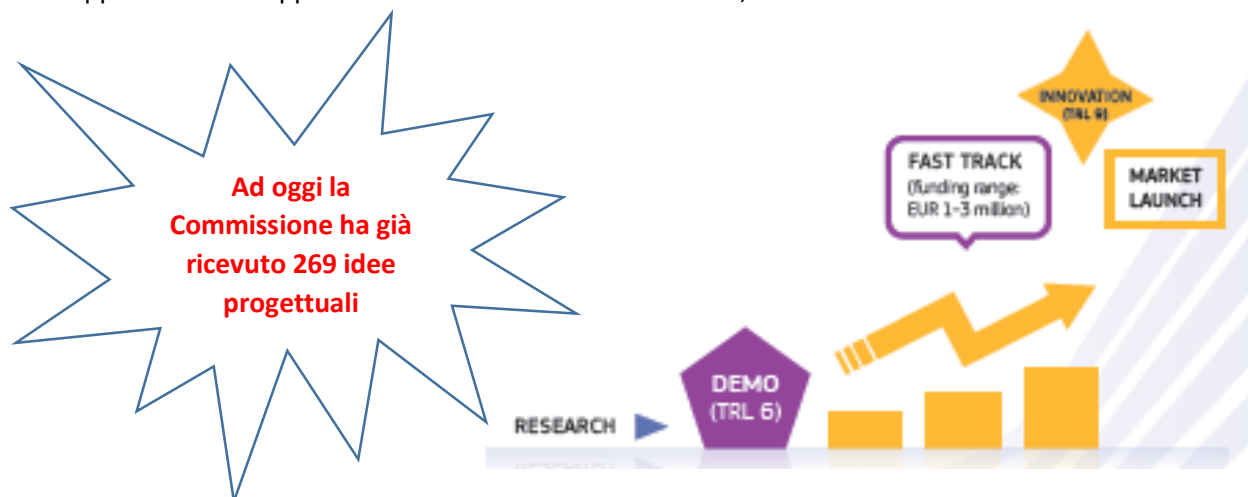 Ad oggi la
Commissione ha già
ricevuto 269 idee
progettuali
INNOVATION
(TRL 9)
FAST TRACK
(funding range:
EUR 1-3 million)
MARKET
LAUNCH
DEMO
(TRL 6)
RESEARCH